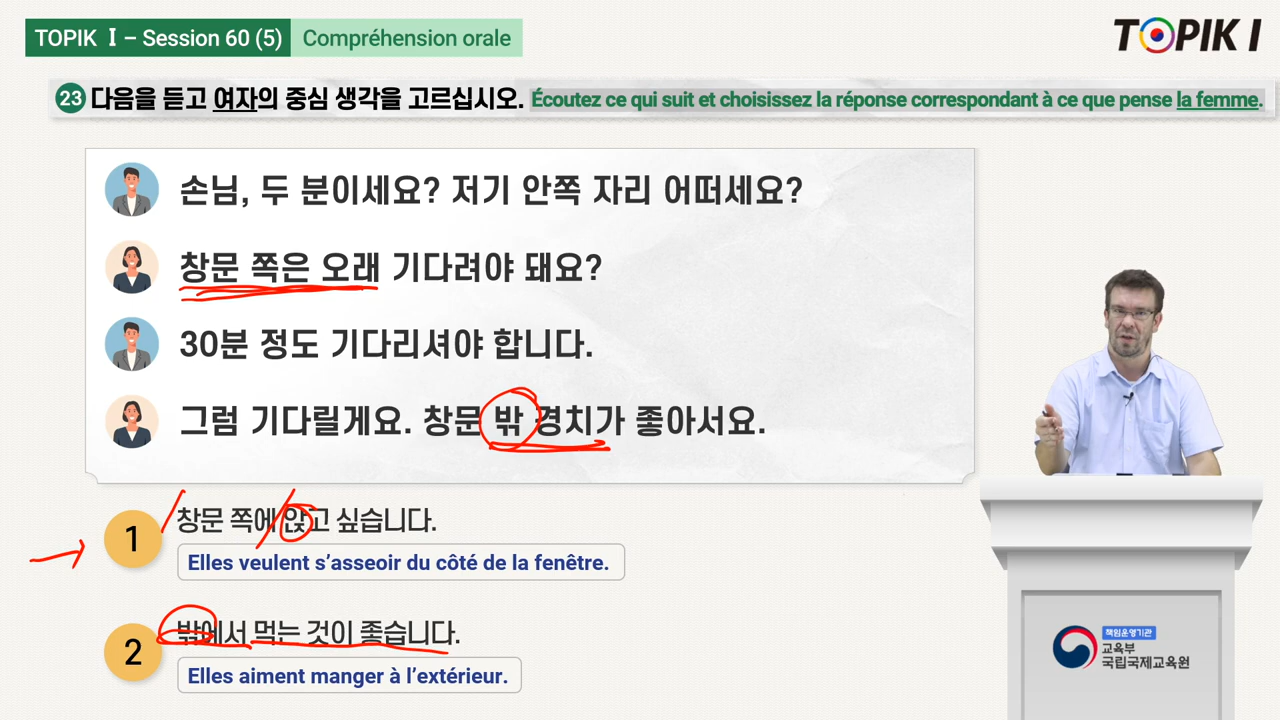 TOPIK Ⅰ – Session 60 (5) Compréhension orale
TOPIK I
23 다음을 듣고 여자의 중심 생각을 고르십시오. Écoutez ce qui suit et choisissez la réponse correspondant à ce que pense la femme.
손님, 두 분이세요? 저기 안쪽 자리 어떠세요?
창문 쪽은 오래 기다려야 돼요?
30분 정도 기다리셔야 합니다.
그럼 기다릴게요. 창문 밖 경치가 좋아서요.
1 창문 쪽에 앉고 싶습니다.
Elles veulent s’asseoir du côté de la fenêtre.
2 밖에서 먹는 것이 좋습니다.
Elles aiment manger à l’extérieur.
책임운영기관
교육부
국립국제교육원